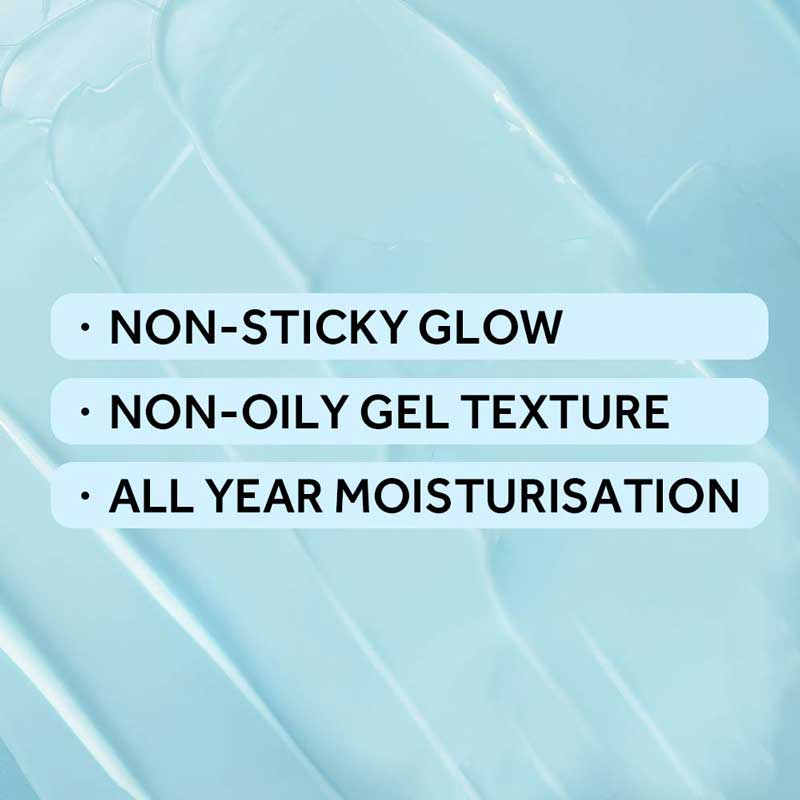 · NON-STICKY GLOW
· NON-OILY GEL TEXTURE
· ALL YEAR MOISTURISATION